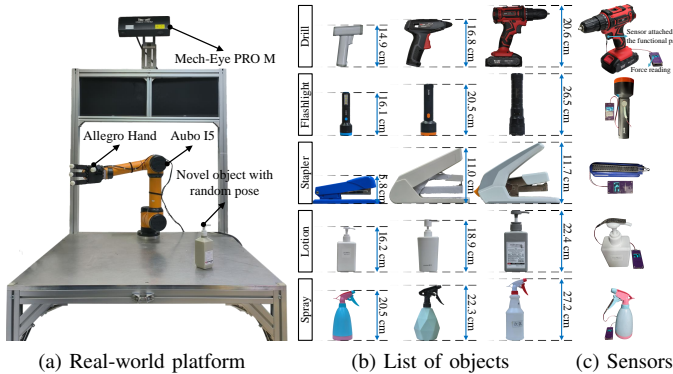 Mech-Eye PRO M
Allegro Hand
Aubo I5
Novel object with
random pose
(a) Real-world platform
Drill
14.9 cm
16.8 cm
20.6 cm
Flashlight
16.1 cm
20.5 cm
26.5 cm
Stapler
5.8 cm
11.0 cm
11.7 cm
Lotion
16.2 cm
18.9 cm
22.4 cm
Spray
20.5 cm
22.3 cm
27.2 cm
(b) List of objects
Sensor attached
the functional p
Force reading
(c) Sensors